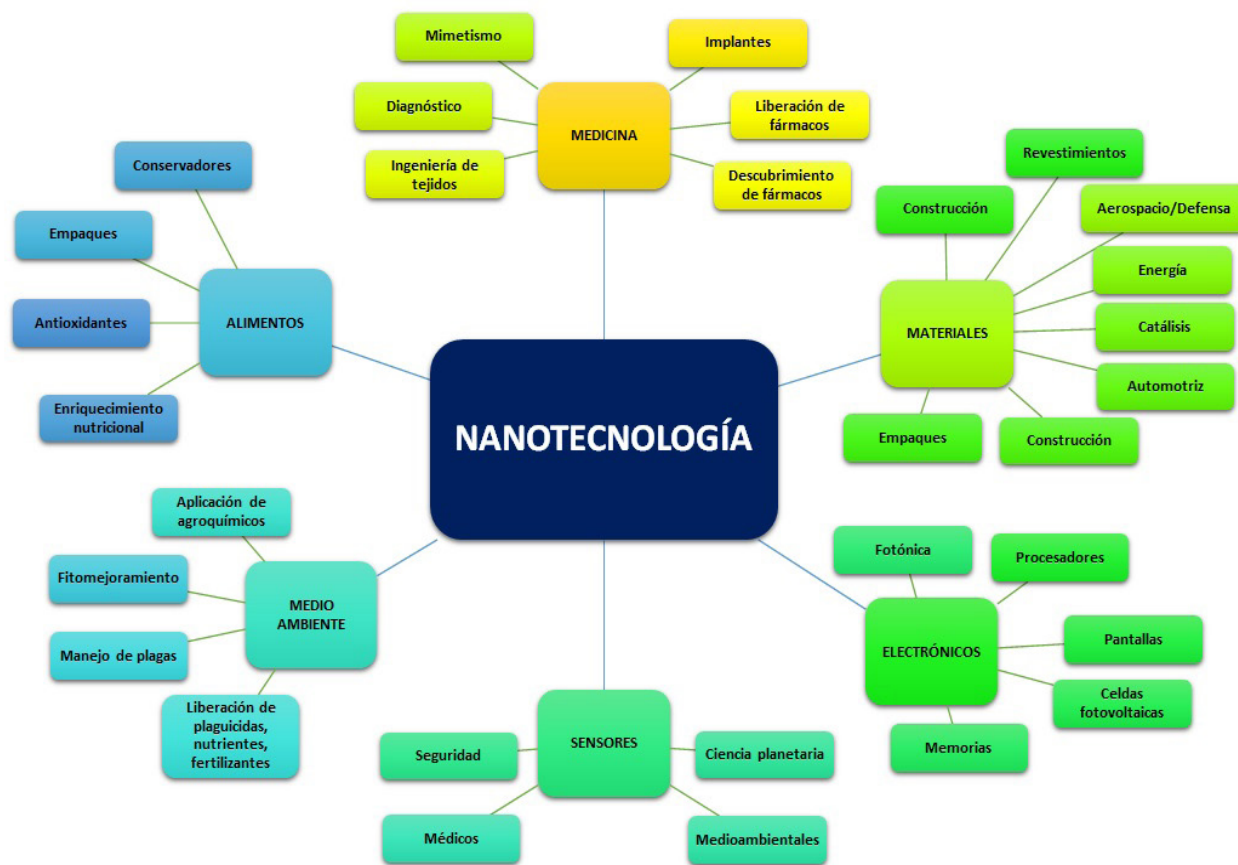 NANOTECNOLOGÍA
MEDICINA
Mimetismo
Diagnóstico
Ingeniería de
tejidos
Implantes
Liberación de
fármacos
Descubrimiento
de fármacos
MATERIALES
Revestimientos
Construcción
Aerospacio/Defensa
Energía
Catálisis
Automotriz
Construcción
Empaques
ELECTRÓNICOS
Fotónica
Procesadores
Pantallas
Celdas
fotovoltaicas
Memorias
SENSORES
Seguridad
Médicos
Ciencia planetaria
Medioambientales
MEDIO
AMBIENTE
Aplicación de
agroquímicos
Fitomejoramiento
Manejo de plagas
Liberación de
plaguicidas,
nutrientes,
fertilizantes
ALIMENTOS
Conservadores
Empaques
Antioxidantes
Enriquecimiento
nutricional